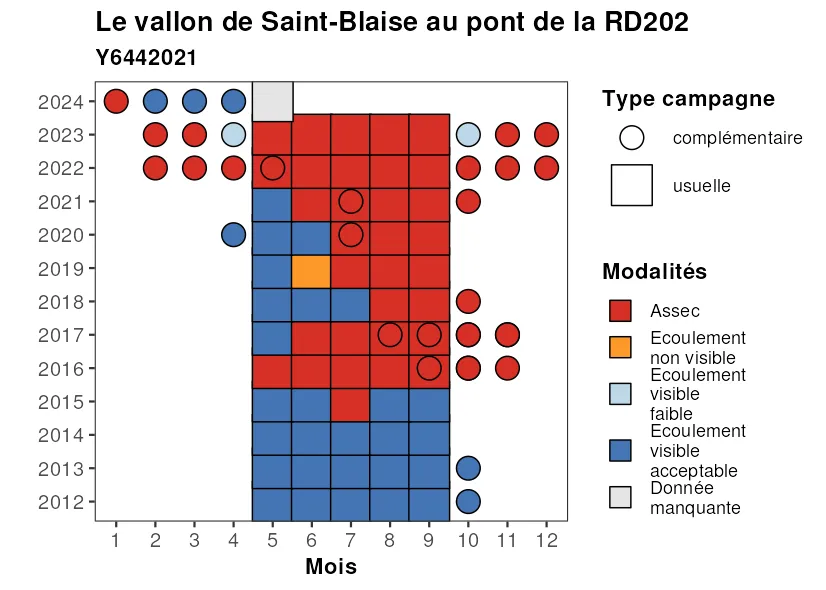 Le vallon de Saint-Blaise au pont de la RD202
Y6442021
2024
2023
2022
2021
2020
2019
2018
2017
2016
2015
2014
2013
2012
1 2 3 4 5 6 7 8 9 10 11 12
Mois
Type campagne
complémentaire
usuelle
Modalités
Assec
Ecoulement
non visible
Ecoulement
visible
faible
Ecoulement
visible
acceptable
Donnée
manquante